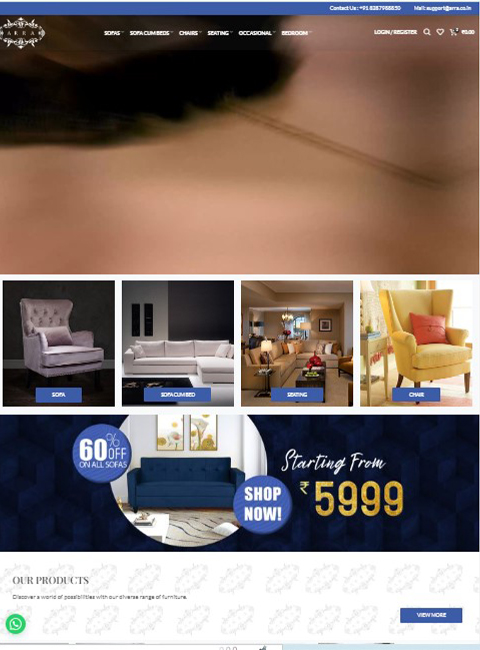 Contact Us : +91 8287988850 Mail: support@arra.co.in
ARRA
SOFAS SOFA CUM BEDS CHAIRS SEATING OCCASIONAL BEDROOM LOGIN / REGISTER ₹0.00
SOFA SOFA CUM BED SEATING CHAIR
60% OFF
ON ALL SOFAS
Starting From
₹5999
SHOP
NOW!
OUR PRODUCTS
Discover a world of possibilities with our diverse range of furniture.
VIEW MORE